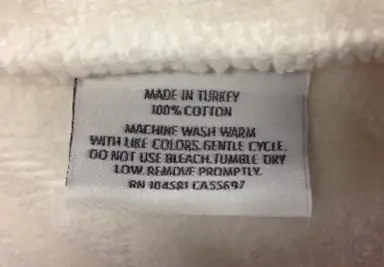 MADE IN TURKEY
100% COTTON
MACHINE WASH WARM
WITH LIKE COLORS. GENTLE CYCLE.
DO NOT USE BLEACH. TUMBLE DRY
LOW. REMOVE PROMPTLY.
RN 104581 CA55697